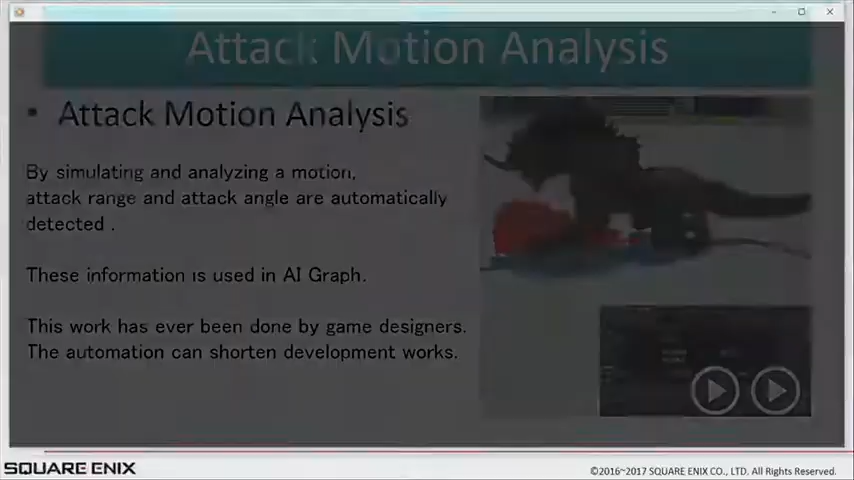 Attack Motion Analysis
• Attack Motion Analysis
By simulating and analyzing a motion,
attack range and attack angle are automatically
detected .
These information is used in AI Graph.
This work has ever been done by game designers.
The automation can shorten development works.
SQUARE ENIX
©2016~2017 SQUARE ENIX CO., LTD. All Rights Reserved.